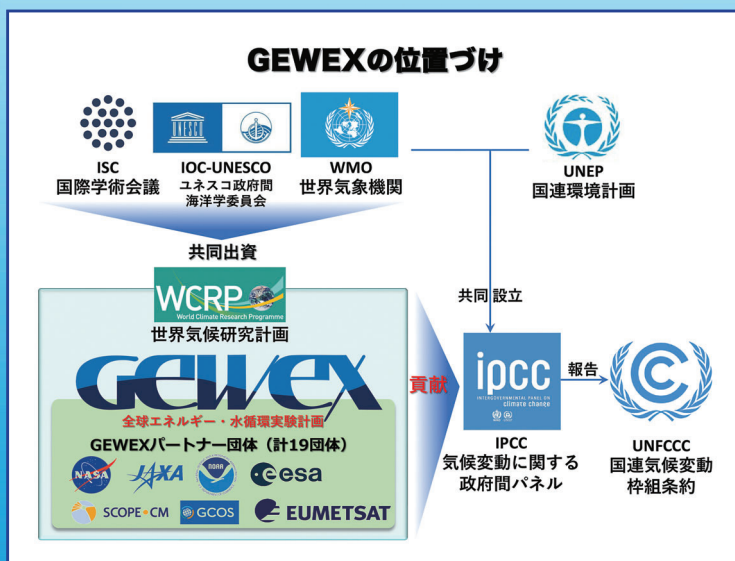 GEWEXの位置づけ
UNESCO
ISC
国際学術会議
IOC-UNESCO
ユネスコ政府間
海洋学委員会
WMO
世界気象機関
UNEP
国連環境計画
共同出資
WCRP
World Climate Research Programme
世界気候研究計画
GEWEX
全球エネルギー・水循環実験計画
GEWEXパートナー団体（計19団体）
NASA
JAXA
NOAA
esa
SCOPE•CM
GCOS
EUMETSAT
貢献
共同設立
ipcc
INTERGOVERNMENTAL PANEL ON
climate change
IPCC
気候変動に関する
政府間パネル
報告
UNFCCC
国連気候変動
枠組条約